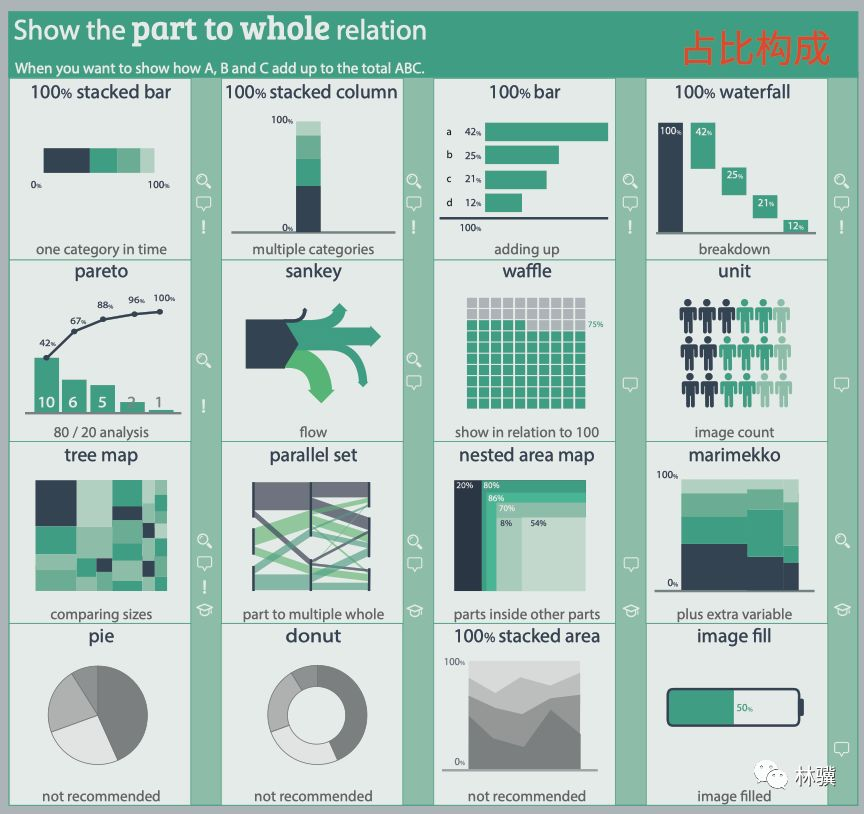 Show the part to whole relation
占比构成
When you want to show how A, B and C add up to the total ABC.
100% stacked bar
0%
100%
one category in time
100% stacked column
100%
0%
multiple categories
100% bar
a 42%
b 25%
c 21%
d 12%
100%
adding up
100% waterfall
100%
42%
25%
21%
12%
breakdown
pareto
42%
67%
88%
96%
100%
10 6 5 2 1
80 / 20 analysis
sankey
flow
waffle
75%
show in relation to 100
unit
image count
tree map
comparing sizes
parallel set
part to multiple whole
nested area map
20% 80%
86%
70%
8% 54%
parts inside other parts
marimekko
100%
0%
plus extra variable
pie
not recommended
donut
not recommended
100% stacked area
100%
0%
not recommended
image fill
50%
image filled
林骥